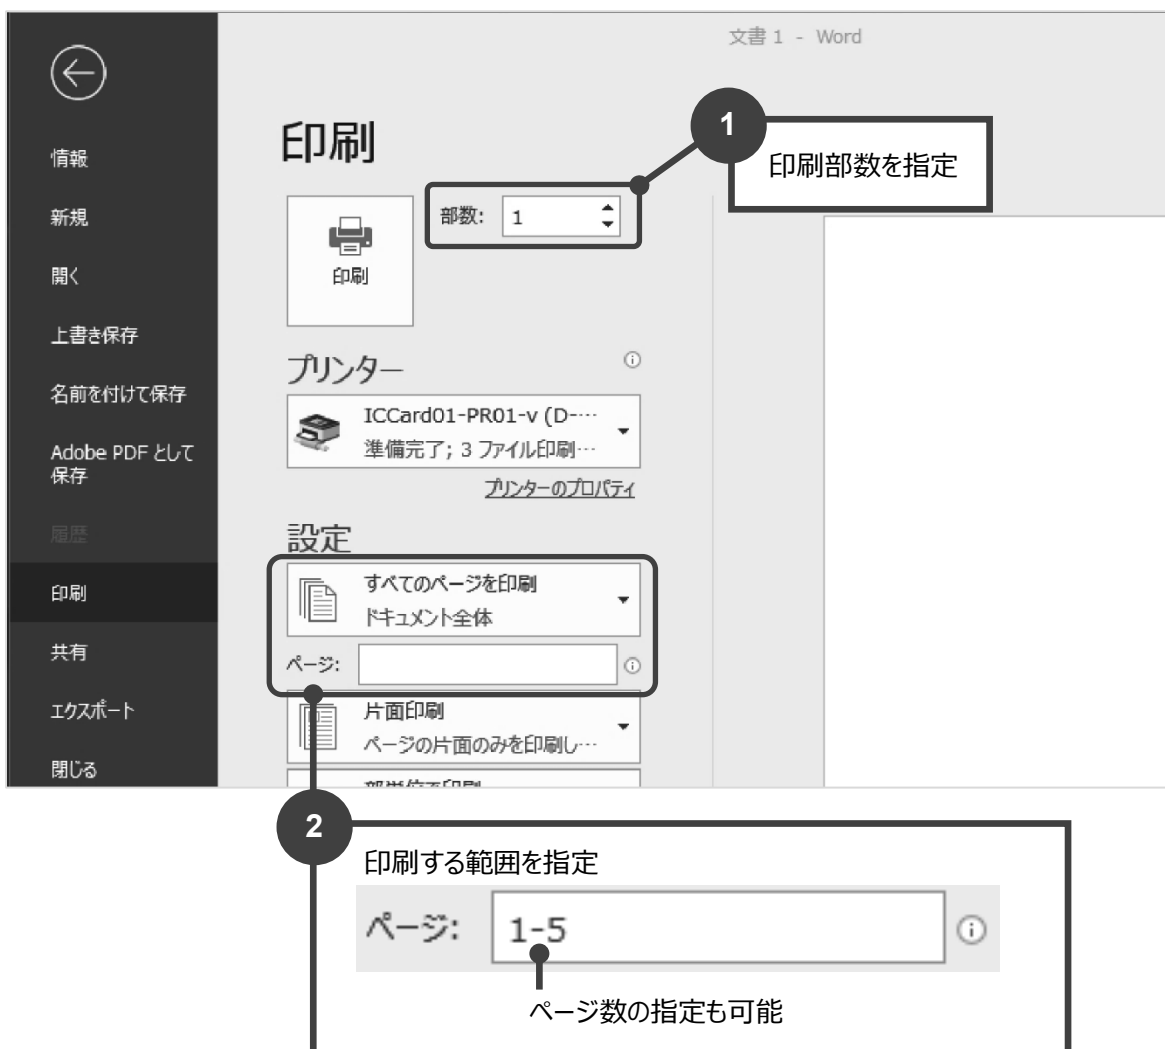 文書 1 - Word
情報
新規
開く
上書き保存
名前を付けて保存
Adobe PDF として
保存
履歴
印刷
共有
エクスポート
閉じる
印刷
部数: 1
印刷
1
印刷部数を指定
プリンター
ICCard01-PR01-v (D-…
準備完了; 3 ファイル印刷…
プリンターのプロパティ
設定
すべてのページを印刷
ドキュメント全体
ページ:
片面印刷
ページの片面のみを印刷し…
部単位で印刷
2
印刷する範囲を指定
ページ: 1-5
ページ数の指定も可能